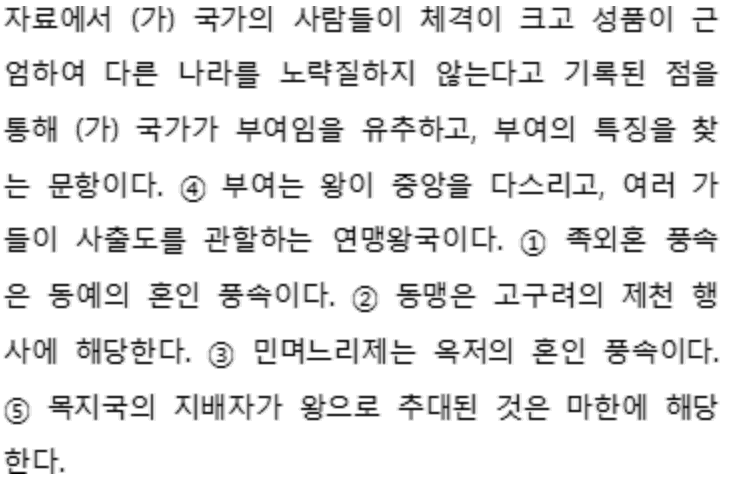 자료에서 (가) 국가의 사람들이 체격이 크고 성품이 근
엄하여 다른 나라를 노략질하지 않는다고 기록된 점을
통해 (가) 국가가 부여임을 유추하고, 부여의 특징을 찾
는 문항이다. ④ 부여는 왕이 중앙을 다스리고, 여러 가
들이 사출도를 관할하는 연맹왕국이다. ① 족외혼 풍속
은 동예의 혼인 풍속이다. ② 동맹은 고구려의 제천 행
사에 해당한다. ③ 민며느리제는 옥저의 혼인 풍속이다.
⑤ 목지국의 지배자가 왕으로 추대된 것은 마한에 해당
한다.